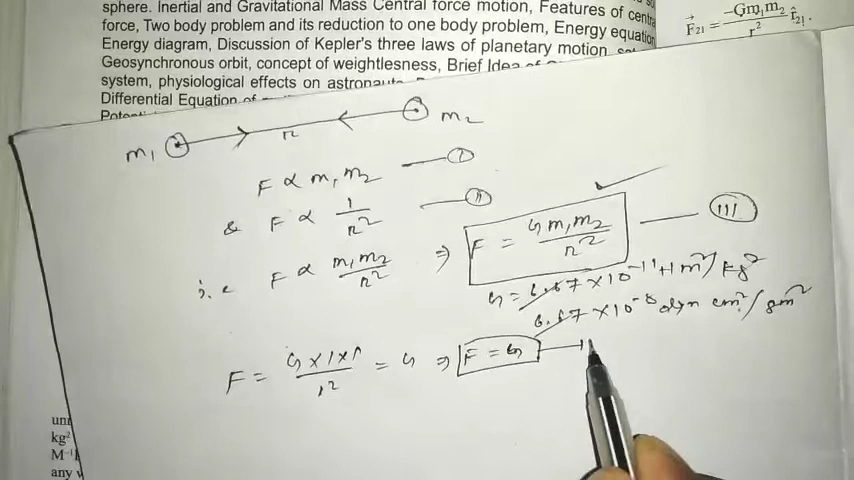 sphere. Inertial and Gravitational Mass Central force motion, Features of centra
force, Two body problem and its reduction to one body problem, Energy equation
Energy diagram, Discussion of Kepler's three laws of planetary motion
Geosynchronous orbit, concept of weightlessness, Brief Idea of
system, physiological effects on astronauts
Differential Equation of
F21 = -Gm1m2/r² r̂21.
m1 r m2
F ∝ m1 m2 — I
& F ∝ 1/r² — II
i.e F ∝ m1m2/r² ⇒ F = G m1m2/r² — III
G = 6.67 × 10⁻¹¹ m²/kg²
6.67 × 10⁻⁸ dyn cm²/gm²
F = G×1×1/1² = G ⇒ F = G
kg²
any